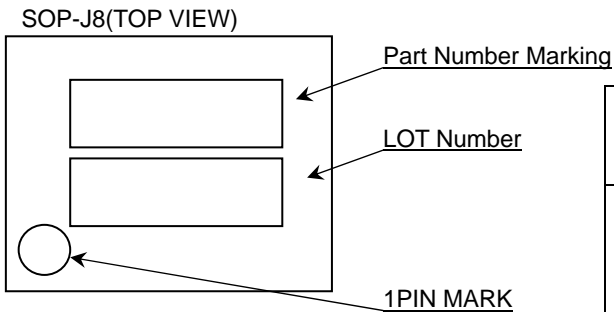 SOP-J8(TOP VIEW)
Part Number Marking
LOT Number
1PIN MARK